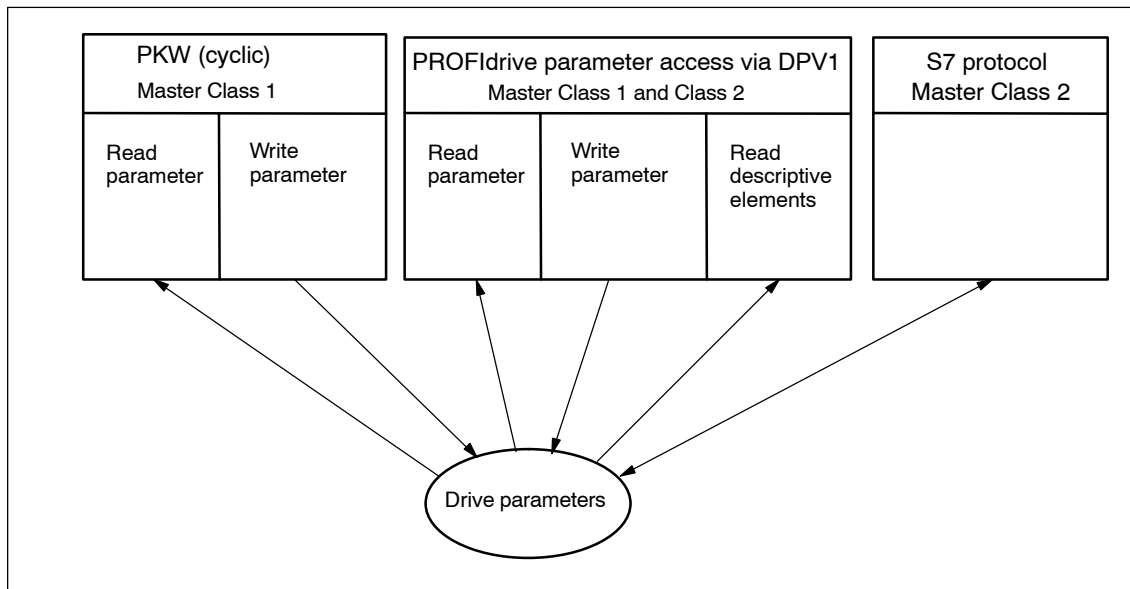 PKW (cyclic)
Master Class 1
Read
parameter
Write
parameter
PROFIdrive parameter access via DPV1
Master Class 1 and Class 2
Read
parameter
Write
parameter
Read
descriptive
elements
S7 protocol
Master Class 2
Drive parameters